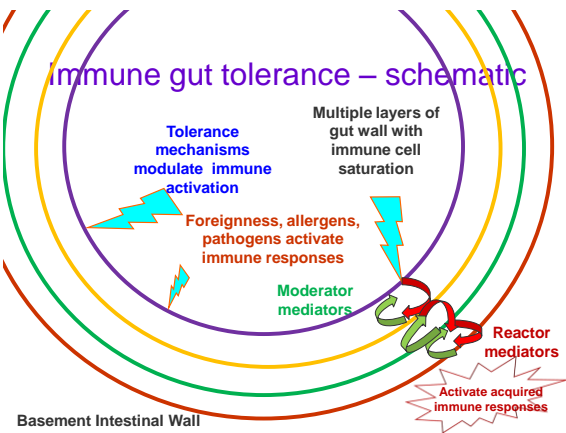 Immune gut tolerance – schematic
Multiple layers of
gut wall with
immune cell
saturation
Tolerance
mechanisms
modulate immune
activation
Foreignness, allergens,
pathogens activate
immune responses
Moderator
mediators
Reactor
mediators
Activate acquired
immune responses
Basement Intestinal Wall